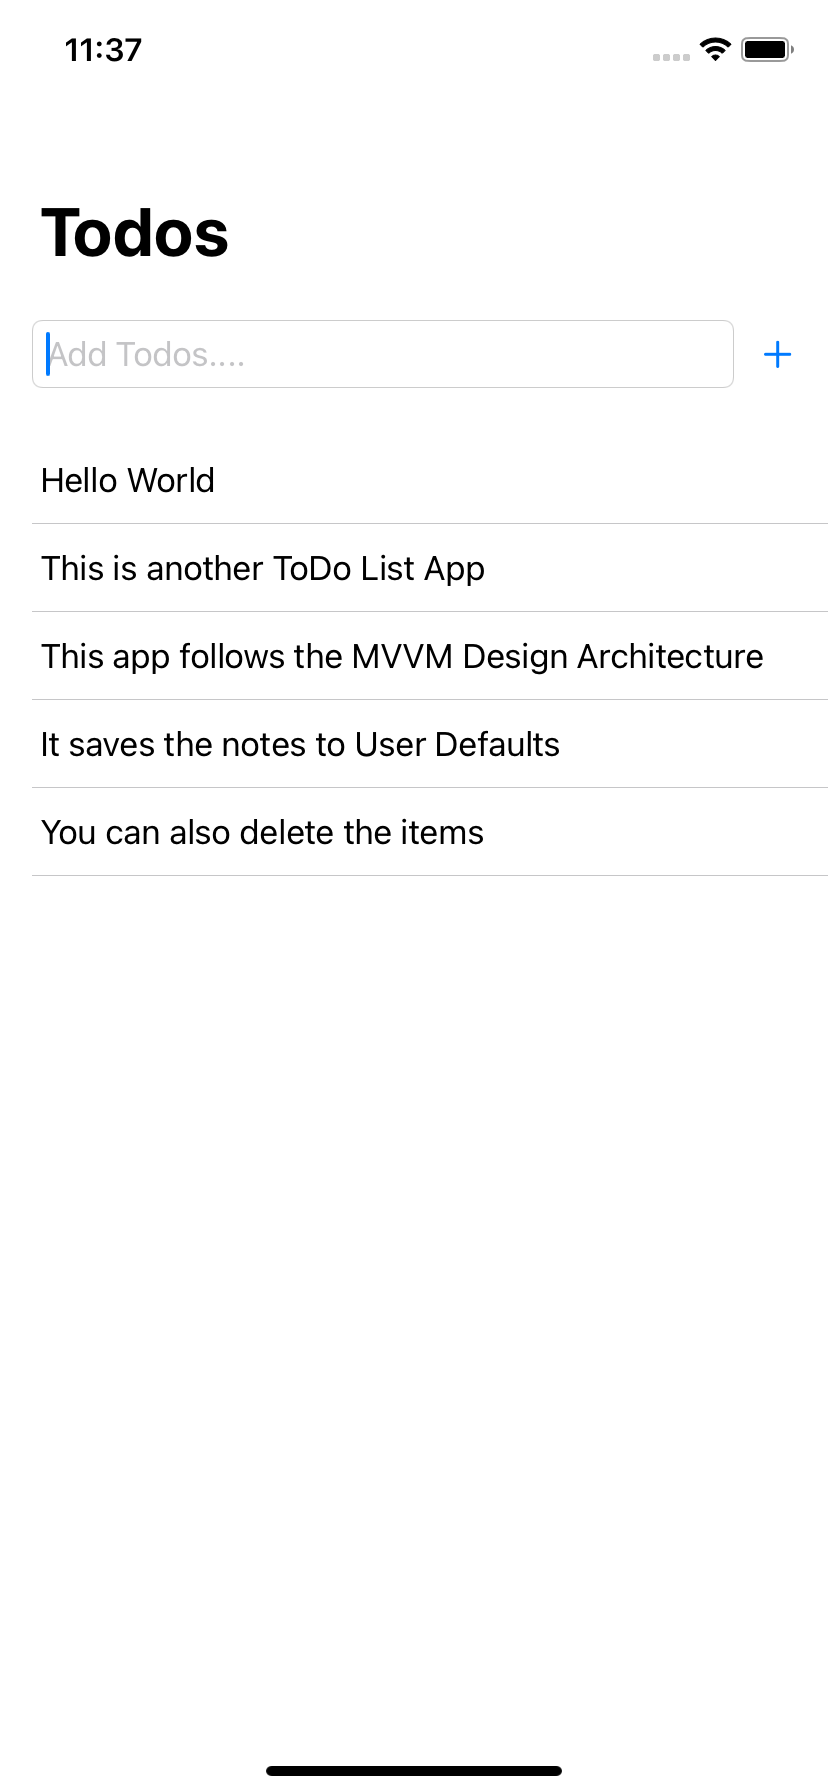 11:37
Todos
Add Todos....
Hello World
This is another ToDo List App
This app follows the MVVM Design Architecture
It saves the notes to User Defaults
You can also delete the items